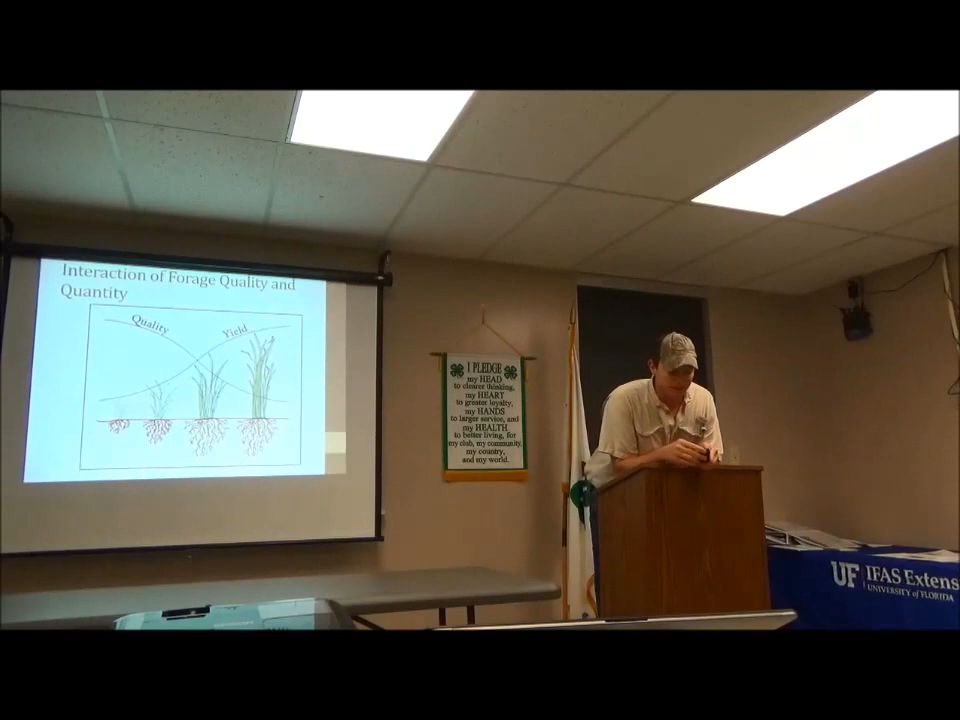 Interaction of Forage Quality and
Quantity
Quality
Yield
I PLEDGE
my HEAD
to clearer thinking,
my HEART
to greater loyalty,
my HANDS
to larger service, and
my HEALTH
to better living, for
my club, my community,
my country,
and my world.
UF IFAS Extens
UNIVERSITY of FLORIDA